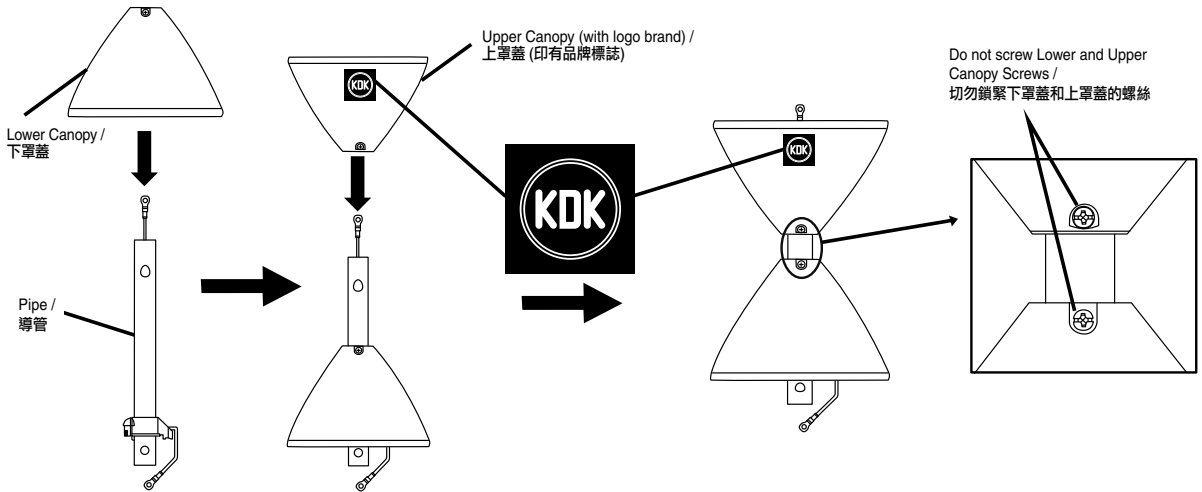 Lower Canopy /
下罩蓋
Pipe /
導管
Upper Canopy (with logo brand) /
上罩蓋 (印有品牌標誌)
KDK
KDK
KDK
Do not screw Lower and Upper
Canopy Screws /
切勿鎖緊下罩蓋和上罩蓋的螺絲